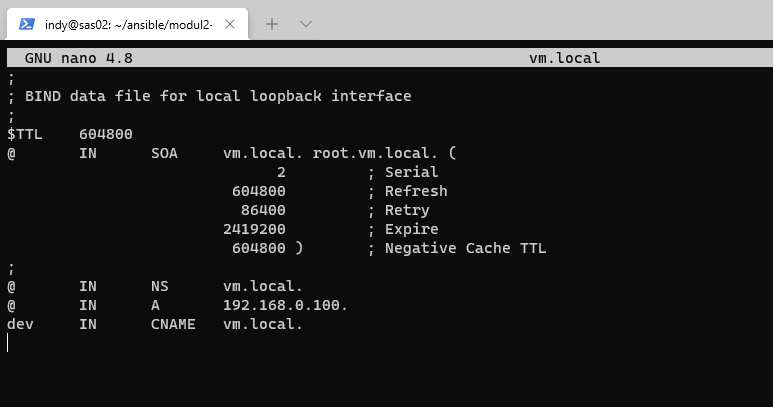 indy@sas02: ~/ansible/modul2-
GNU nano 4.8 vm.local
;
; BIND data file for local loopback interface
;
$TTL 604800
@ IN SOA vm.local. root.vm.local. (
2 ; Serial
604800 ; Refresh
86400 ; Retry
2419200 ; Expire
604800 ) ; Negative Cache TTL
;
@ IN NS vm.local.
@ IN A 192.168.0.100.
dev IN CNAME vm.local.